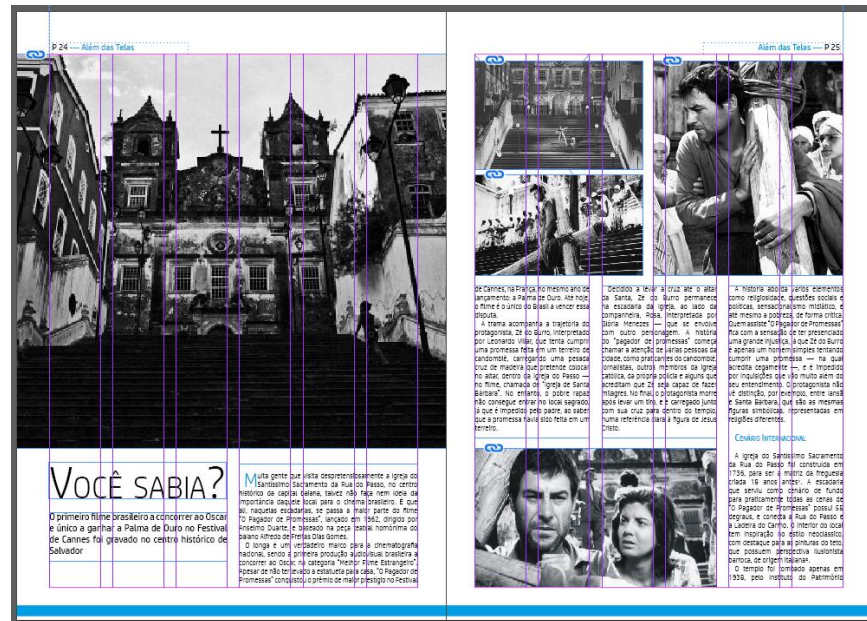 P 24 --- Além das Telas
Além das Telas --- P 25
VOCÊ SABIA?
O primeiro filme brasileiro a concorrer ao Oscar
e único a ganhar a Palma de Ouro no Festival
de Cannes foi gravado no centro histórico de
Salvador
Muita gente que visita despretensiosamente a Igreja do
Santíssimo Sacramento da Rua do Passo, no centro
histórico da capital baiana, talvez não faça nem ideia da
importância daquele local para o cinema brasileiro. É que
ali, naquelas escadarias, se passa a maior parte do filme
"O Pagador de Promessas", lançado em 1962, dirigido por
Anselmo Duarte, e baseado na peça teatral homônima do
baiano Alfredo de Freitas Dias Gomes.
O longa é um verdadeiro marco para a cinematografia
nacional, sendo a primeira produção audiovisual brasileira a
concorrer ao Oscar, na categoria "Melhor Filme Estrangeiro".
Apesar de não ter levado a estatueta para casa, "O Pagador de
Promessas" conquistou o prêmio de maior prestígio no Festival
de Cannes, na França, no mesmo ano de
lançamento: a Palma de Ouro. Até hoje,
o filme é o único do Brasil a vencer essa
disputa.
A trama acompanha a trajetória do
protagonista, Zé do Burro, interpretado
por Leonardo Villar, que tenta cumprir
uma promessa feita em um terreiro de
candomblé, carregando uma pesada
cruz de madeira que pretende colocar
no altar, dentro da Igreja do Passo —
no filme, chamada de "Igreja de Santa
Bárbara". No entanto, o pobre rapaz
não consegue entrar no local sagrado,
já que é impedido pelo padre, ao saber
que a promessa havia sido feita em um
terreiro.
Decidido a levar a cruz até o altar
da Santa, Zé do Burro permanece
na escadaria da igreja, ao lado da
companheira, Rosa, interpretada por
Glória Menezes — que se envolve
com outro personagem. A história
do "pagador de promessas" começa
chamar a atenção de várias pessoas da
cidade, como praticantes do candomblé,
jornalistas, outros membros da Igreja
católica, da própria polícia e alguns que
acreditam que Zé seja capaz de fazer
milagres. No final, o protagonista morre
após levar um tiro, e é carregado junto
com sua cruz para dentro do templo,
numa referência clara à figura de Jesus
Cristo.
A história aborda vários elementos
como religiosidade, questões sociais e
políticas, sensacionalismo midiático, e
até mesmo a pobreza, de forma crítica.
Quem assiste "O Pagador de Promessas"
fica com a sensação de ter presenciado
uma grande injustiça, já que Zé do Burro
é apenas um homem simples tentando
cumprir uma promessa — na qual
acredita cegamente —, e é impedido
por inquisições que vão muito além do
seu entendimento. O protagonista não
vê distinção, por exemplo, entre Iansã
e Santa Bárbara, que são as mesmas
figuras simbólicas, representadas em
religiões diferentes.
CENÁRIO INTERNACIONAL
A Igreja do Santíssimo Sacramento
da Rua do Passo foi construída em
1736, para ser a matriz da freguesia
criada 18 anos antes¹. A escadaria
que serviu como cenário de fundo
para praticamente todas as cenas de
"O Pagador de Promessas" possui 55
degraus, e conecta a Rua do Passo e
a Ladeira do Carmo. O interior do local
tem inspiração no estilo neoclássico,
com destaque para as pinturas do teto,
que possuem perspectiva ilusionista
barroca, de origem italiana².
O templo foi tombado apenas em
1938, pelo Instituto do Patrimônio